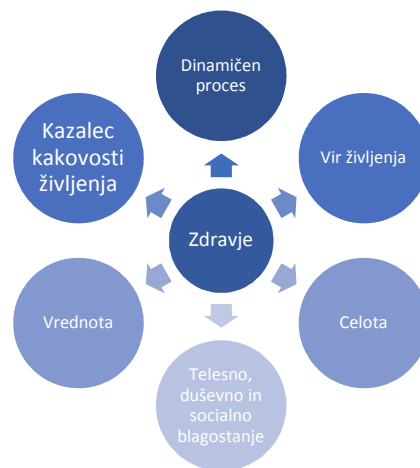 Dinamičen
proces
Kazalec
kakovosti
življenja
Vir življenja
Zdravje
Vrednota
Celota
Telesno,
duševno in
socialno
blagostanje